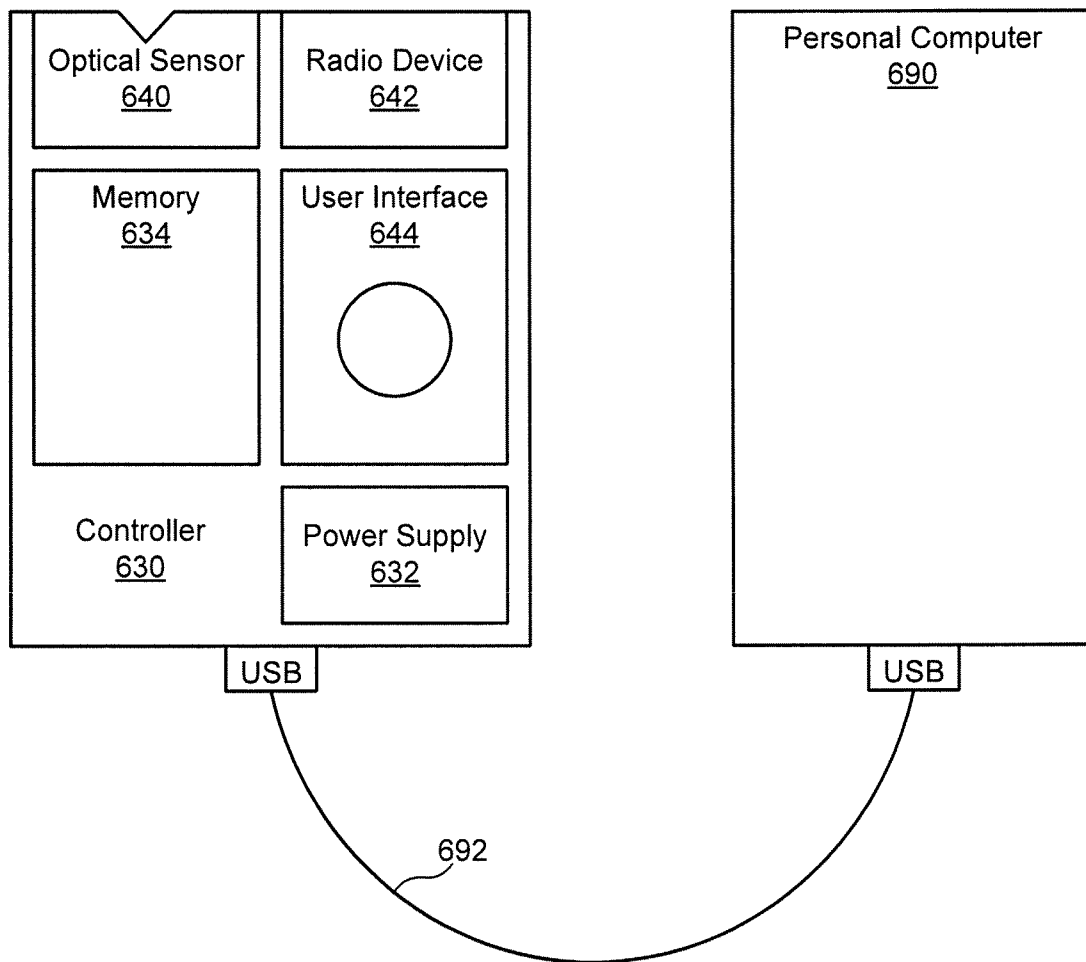 Optical Sensor
640
Radio Device
642
Personal Computer
690
Memory
634
User Interface
644
Controller
630
Power Supply
632
USB
USB
692